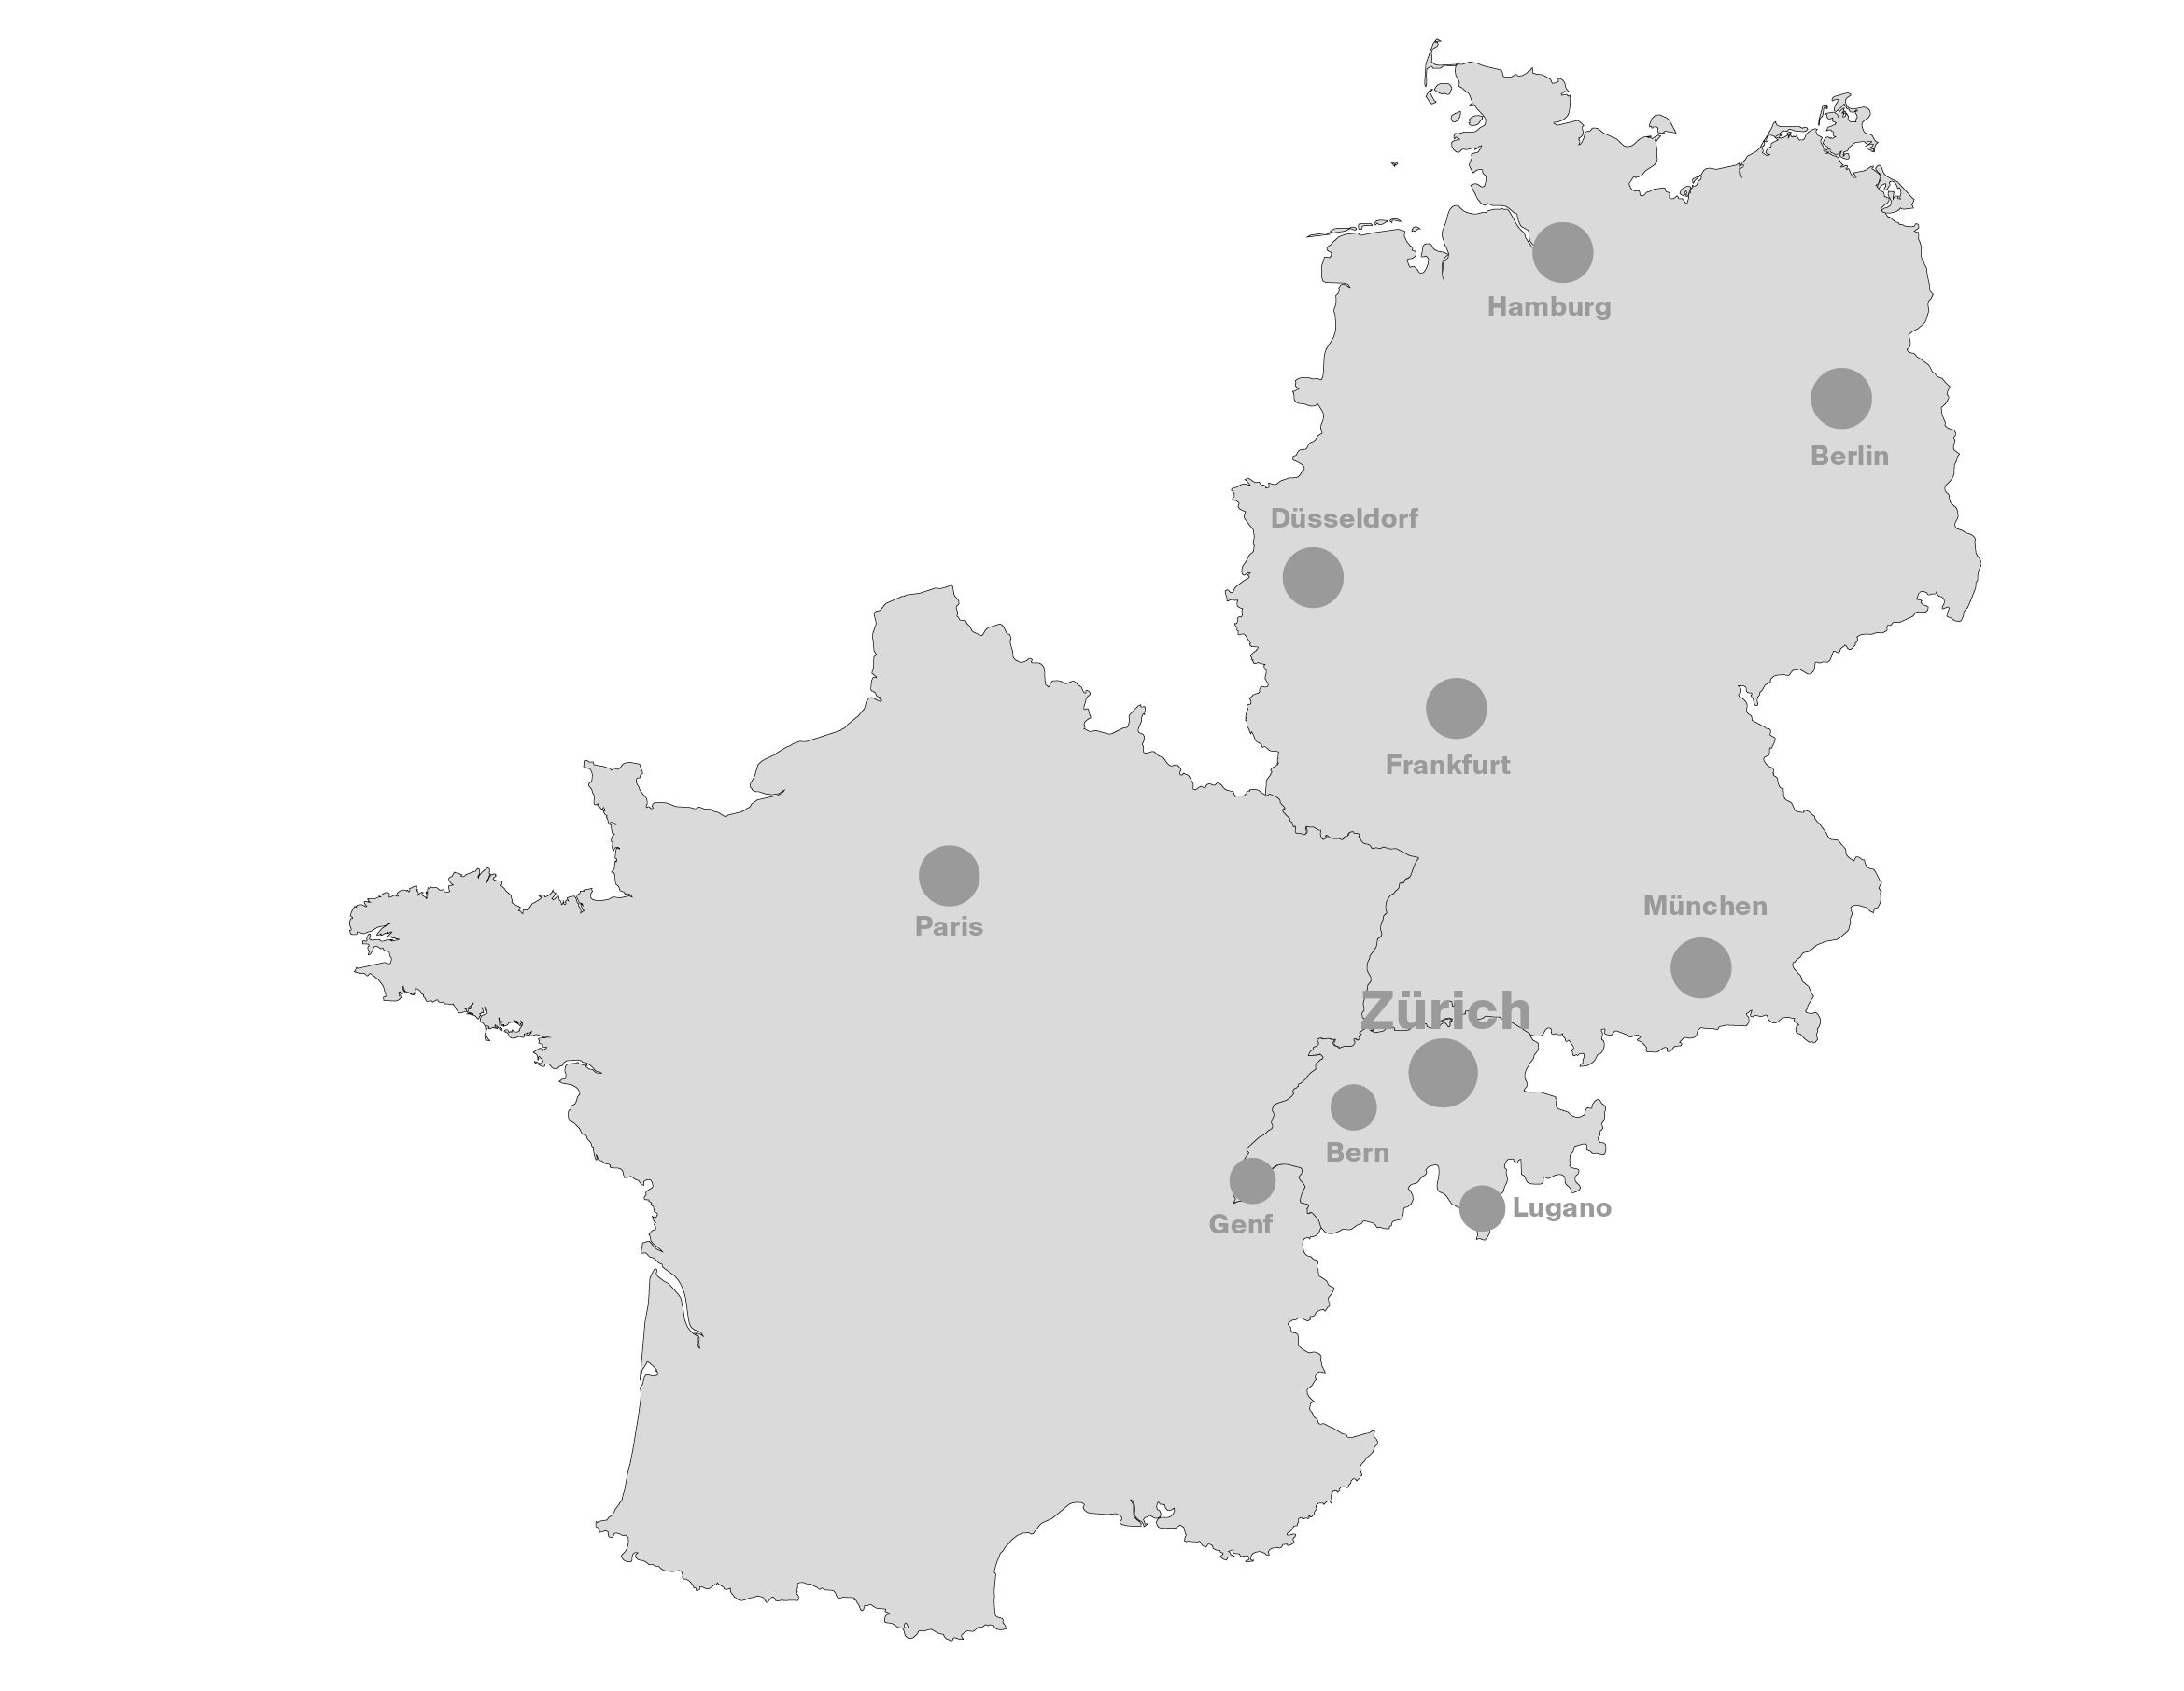 Hamburg
Berlin
Düsseldorf
Frankfurt
München
Paris
Zürich
Bern
Lugano
Genf